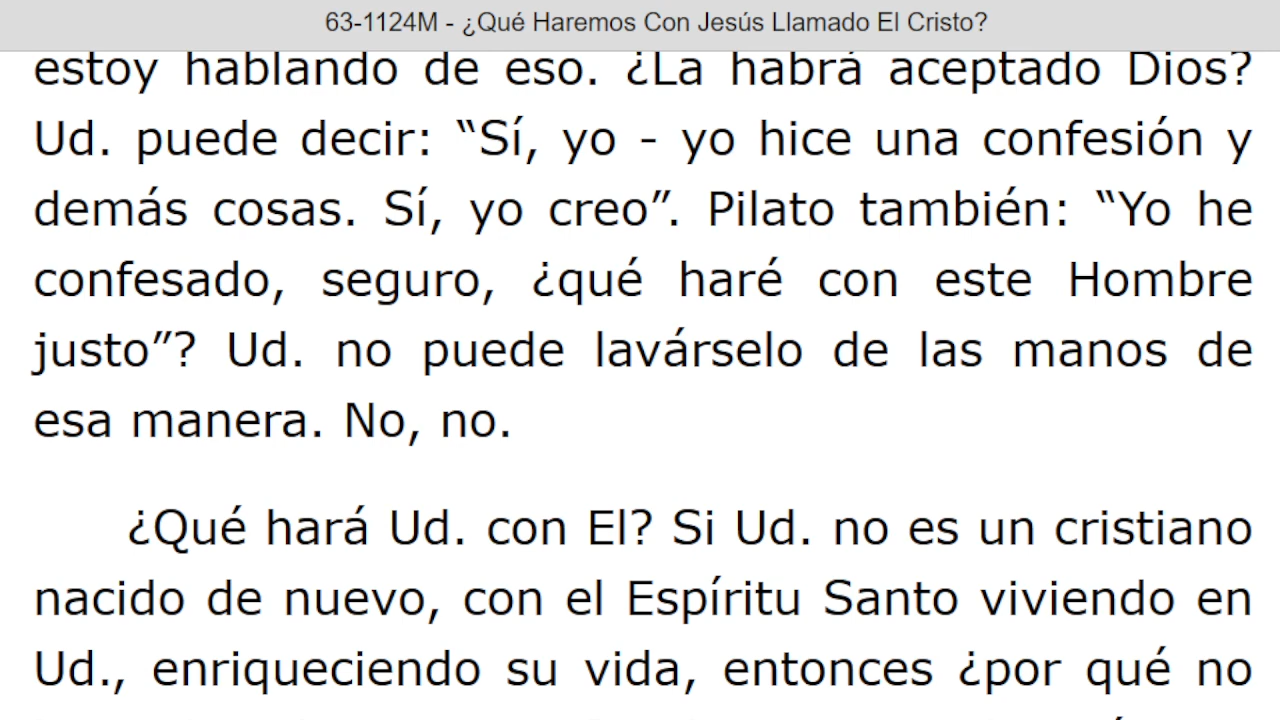 63-1124M - ¿Qué Haremos Con Jesús Llamado El Cristo?
estoy hablando de eso. ¿La habrá aceptado Dios?
Ud. puede decir: “Sí, yo - yo hice una confesión y
demás cosas. Sí, yo creo”. Pilato también: “Yo he
confesado, seguro, ¿qué haré con este Hombre
justo”? Ud. no puede lavárselo de las manos de
esa manera. No, no.
¿Qué hará Ud. con El? Si Ud. no es un cristiano
nacido de nuevo, con el Espíritu Santo viviendo en
Ud., enriqueciendo su vida, entonces ¿por qué no